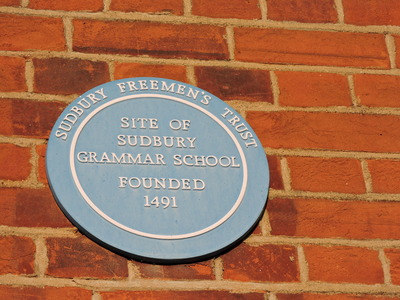 SUDBURY FREEMEN'S TRUST
SITE OF
SUDBURY
GRAMMAR SCHOOL
FOUNDED
1491